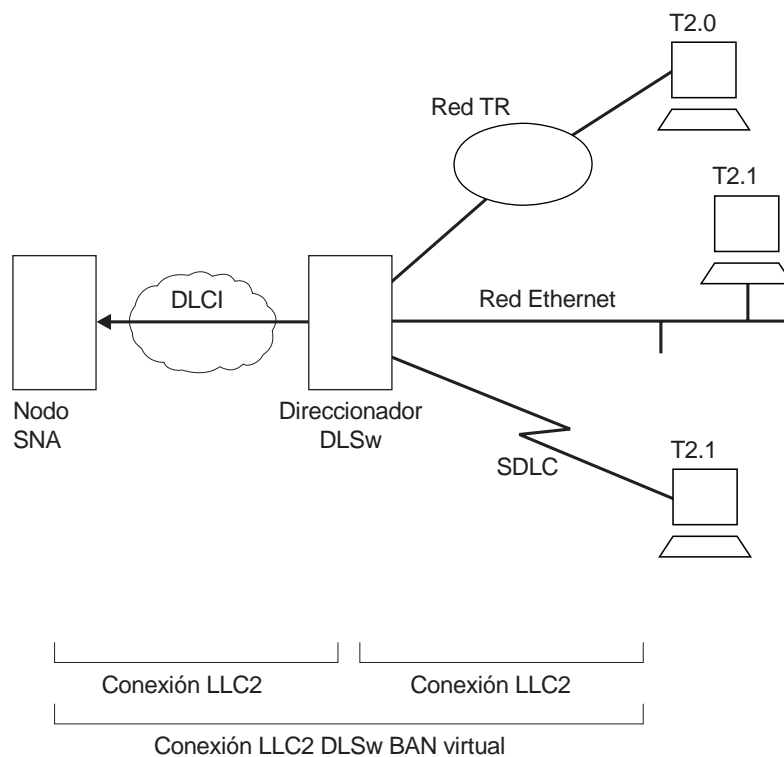 T2.0
Red TR
T2.1
DLCI
Red Ethernet
Nodo
SNA
Direccionador
DLSw
SDLC
T2.1
Conexión LLC2
Conexión LLC2
Conexión LLC2 DLSw BAN virtual